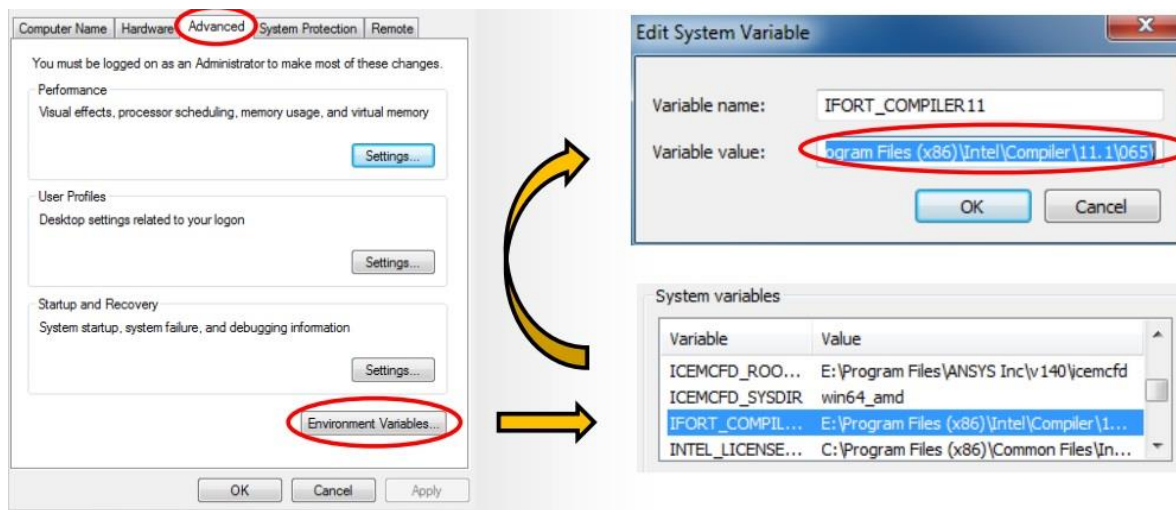 Computer Name Hardware Advanced System Protection Remote
You must be logged on as an Administrator to make most of these changes.
Performance
Visual effects, processor scheduling, memory usage, and virtual memory
Settings...
User Profiles
Desktop settings related to your logon
Settings...
Startup and Recovery
System startup, system failure, and debugging information
Settings...
Environment Variables...
OK Cancel Apply
Edit System Variable
Variable name: IFORT_COMPILER11
Variable value: ogram Files (x86)\Intel\Compiler\11.1\065\
OK Cancel
System variables
Variable Value
ICEMCFD_ROO... E:\Program Files\ANSYS Inc\v140\icemcfd
ICEMCFD_SYSDIR win64_amd
IFORT_COMPIL... E:\Program Files (x86)\Intel\Compiler\1...
INTEL_LICENSE... C:\Program Files (x86)\Common Files\In...